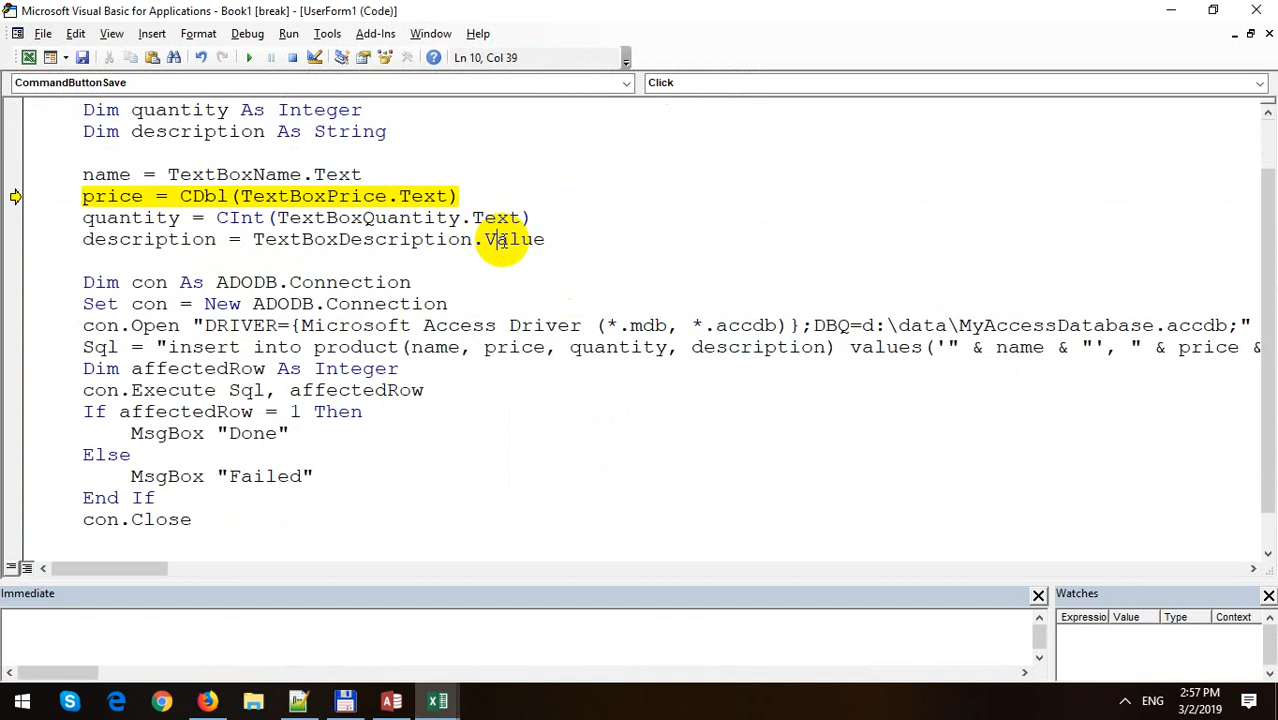 Microsoft Visual Basic for Applications - Book1 [break] - [UserForm1 (Code)]
File Edit View Insert Format Debug Run Tools Add-Ins Window Help
Ln 10, Col 39
CommandButtonSave Click
Dim quantity As Integer
Dim description As String
name = TextBoxName.Text
price = CDbl(TextBoxPrice.Text)
quantity = CInt(TextBoxQuantity.Text)
description = TextBoxDescription.Value
Dim con As ADODB.Connection
Set con = New ADODB.Connection
con.Open "DRIVER={Microsoft Access Driver (*.mdb, *.accdb)};DBQ=d:\data\MyAccessDatabase.accdb;"
Sql = "insert into product(name, price, quantity, description) values('" & name & "', " & price &
Dim affectedRow As Integer
con.Execute Sql, affectedRow
If affectedRow = 1 Then
MsgBox "Done"
Else
MsgBox "Failed"
End If
con.Close
Immediate Watches
Expressio Value Type Context
ENG 2:57 PM
3/2/2019